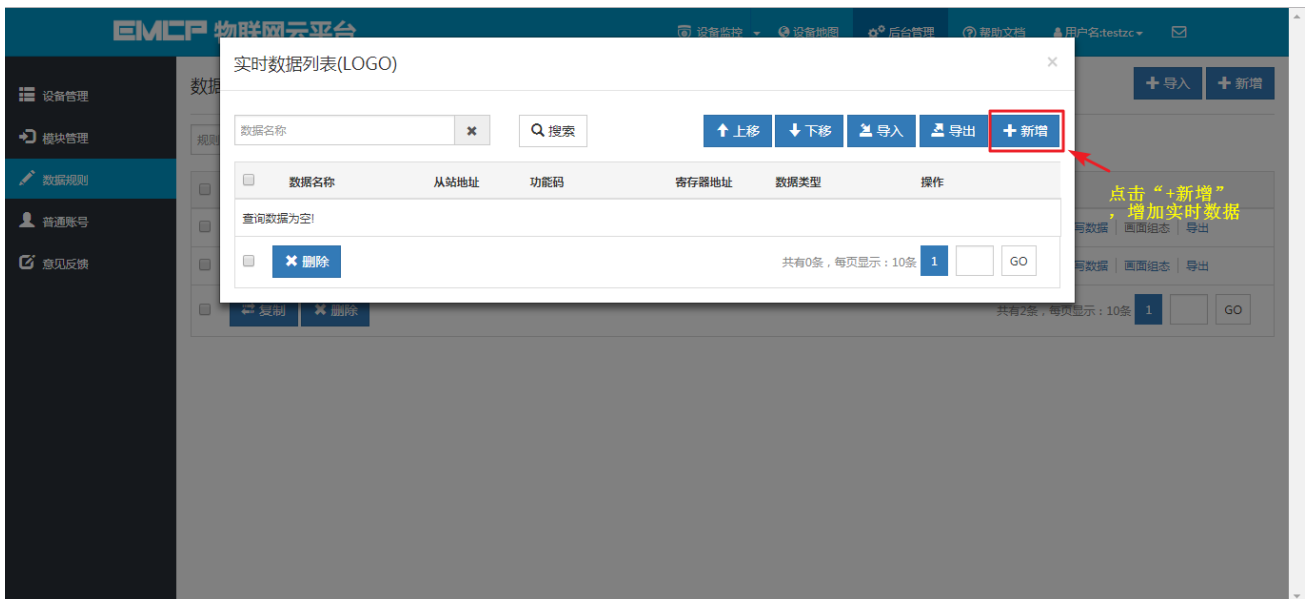 EMCP 物联网云平台
设备监控 设备地图 后台管理 帮助文档 用户名:testzc
实时数据列表(LOGO) ×
设备管理
模块管理
数据规则
普通账号
意见反馈
数据
导入 新增
规则
数据名称 搜索 上移 下移 导入 导出 新增
点击“+新增”
，增加实时数据
数据名称 从站地址 功能码 寄存器地址 数据类型 操作
查询数据为空!
写数据 画面组态 导出
删除 共有0条，每页显示：10条 1 GO
写数据 画面组态 导出
复制 删除 共有2条，每页显示：10条 1 GO